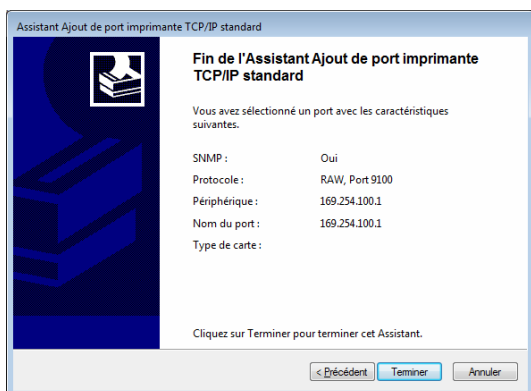 Assistant Ajout de port imprimante TCP/IP standard
Fin de l'Assistant Ajout de port imprimante
TCP/IP standard
Vous avez sélectionné un port avec les caractéristiques
suivantes.
SNMP : Oui
Protocole : RAW, Port 9100
Périphérique : 169.254.100.1
Nom du port : 169.254.100.1
Type de carte :
Cliquez sur Terminer pour terminer cet Assistant.
< Précédent Terminer Annuler